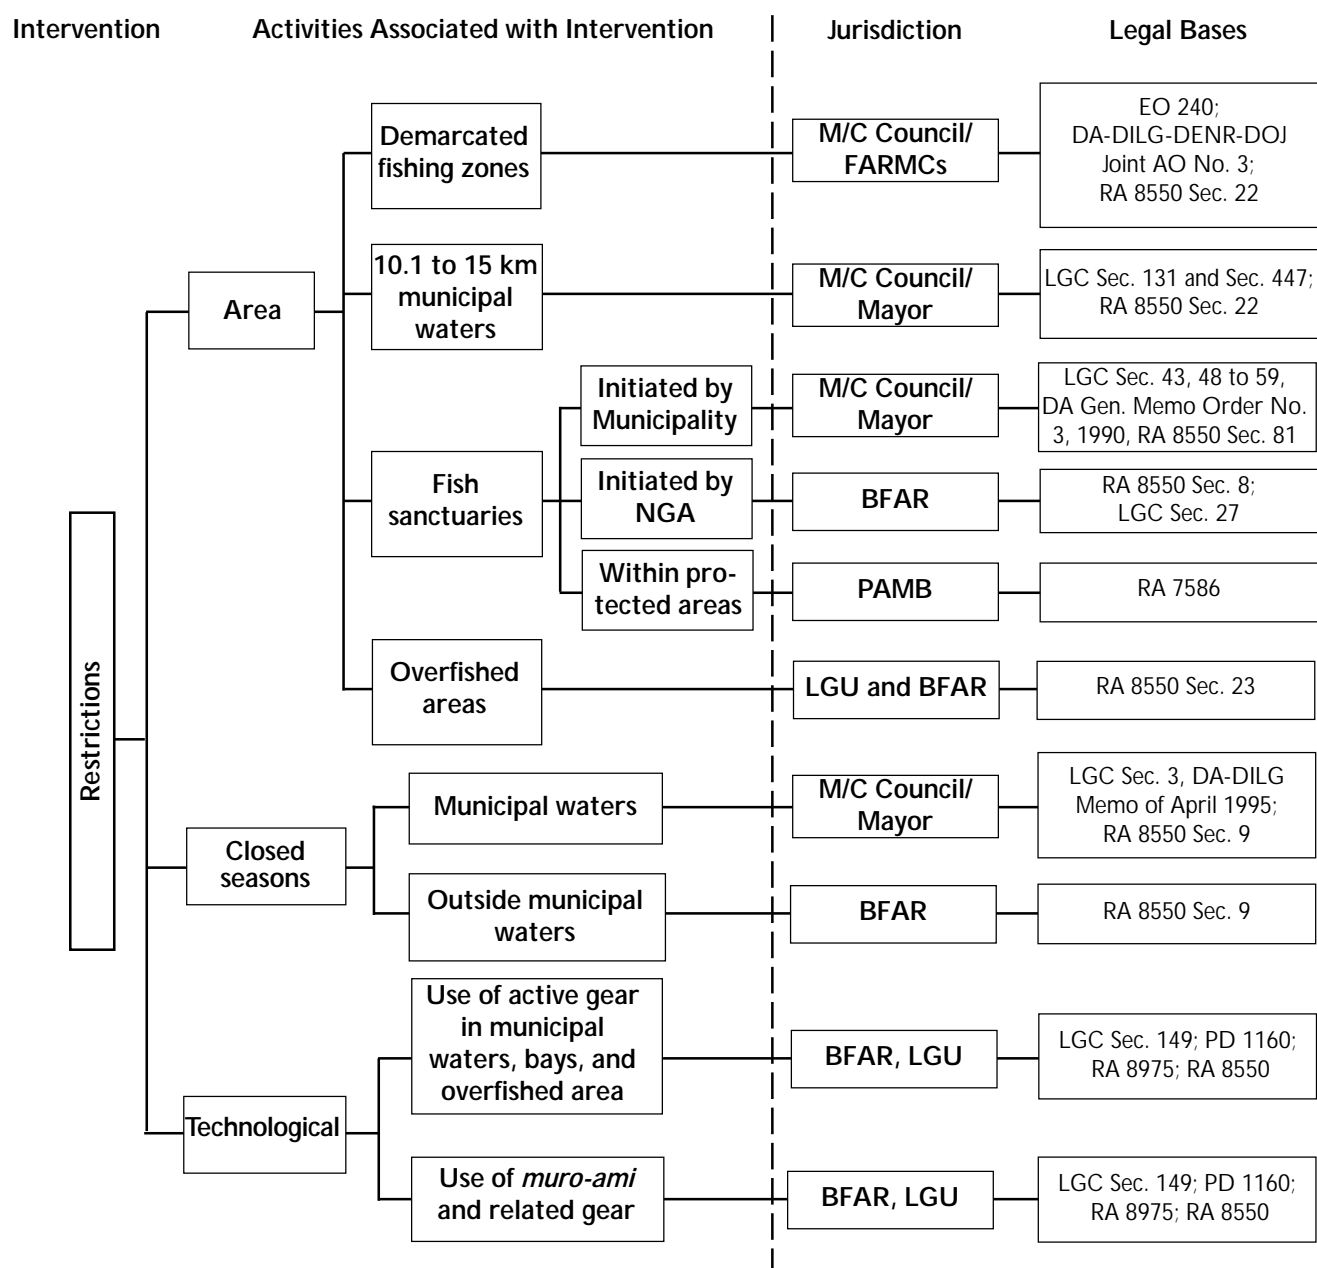 Intervention
Activities Associated with Intervention
Jurisdiction
Legal Bases
Restrictions
Area
Demarcated
fishing zones
M/C Council/
FARMCs
EO 240;
DA-DILG-DENR-DOJ
Joint AO No. 3;
RA 8550 Sec. 22
10.1 to 15 km
municipal
waters
M/C Council/
Mayor
LGC Sec. 131 and Sec. 447;
RA 8550 Sec. 22
Fish
sanctuaries
Initiated by
Municipality
M/C Council/
Mayor
LGC Sec. 43, 48 to 59,
DA Gen. Memo Order No.
3, 1990, RA 8550 Sec. 81
Initiated by
NGA
BFAR
RA 8550 Sec. 8;
LGC Sec. 27
Within pro-
tected areas
PAMB
RA 7586
Overfished
areas
LGU and BFAR
RA 8550 Sec. 23
Closed
seasons
Municipal waters
M/C Council/
Mayor
LGC Sec. 3, DA-DILG
Memo of April 1995;
RA 8550 Sec. 9
Outside municipal
waters
BFAR
RA 8550 Sec. 9
Technological
Use of active gear
in municipal
waters, bays, and
overfished area
BFAR, LGU
LGC Sec. 149; PD 1160;
RA 8975; RA 8550
Use of muro-ami
and related gear
BFAR, LGU
LGC Sec. 149; PD 1160;
RA 8975; RA 8550